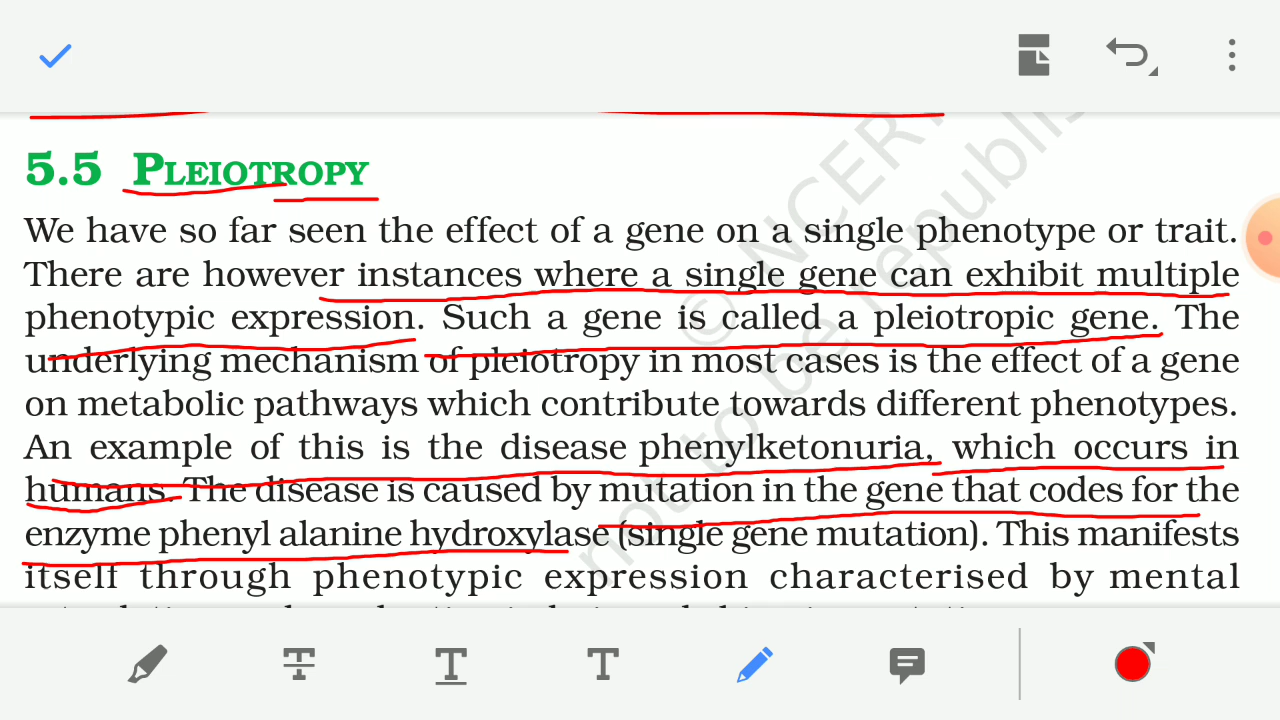 5.5 PLEIOTROPY
We have so far seen the effect of a gene on a single phenotype or trait.
There are however instances where a single gene can exhibit multiple
phenotypic expression. Such a gene is called a pleiotropic gene. The
underlying mechanism of pleiotropy in most cases is the effect of a gene
on metabolic pathways which contribute towards different phenotypes.
An example of this is the disease phenylketonuria, which occurs in
humans. The disease is caused by mutation in the gene that codes for the
enzyme phenyl alanine hydroxylase (single gene mutation). This manifests
itself through phenotypic expression characterised by mental
© NCERT
not to be republis